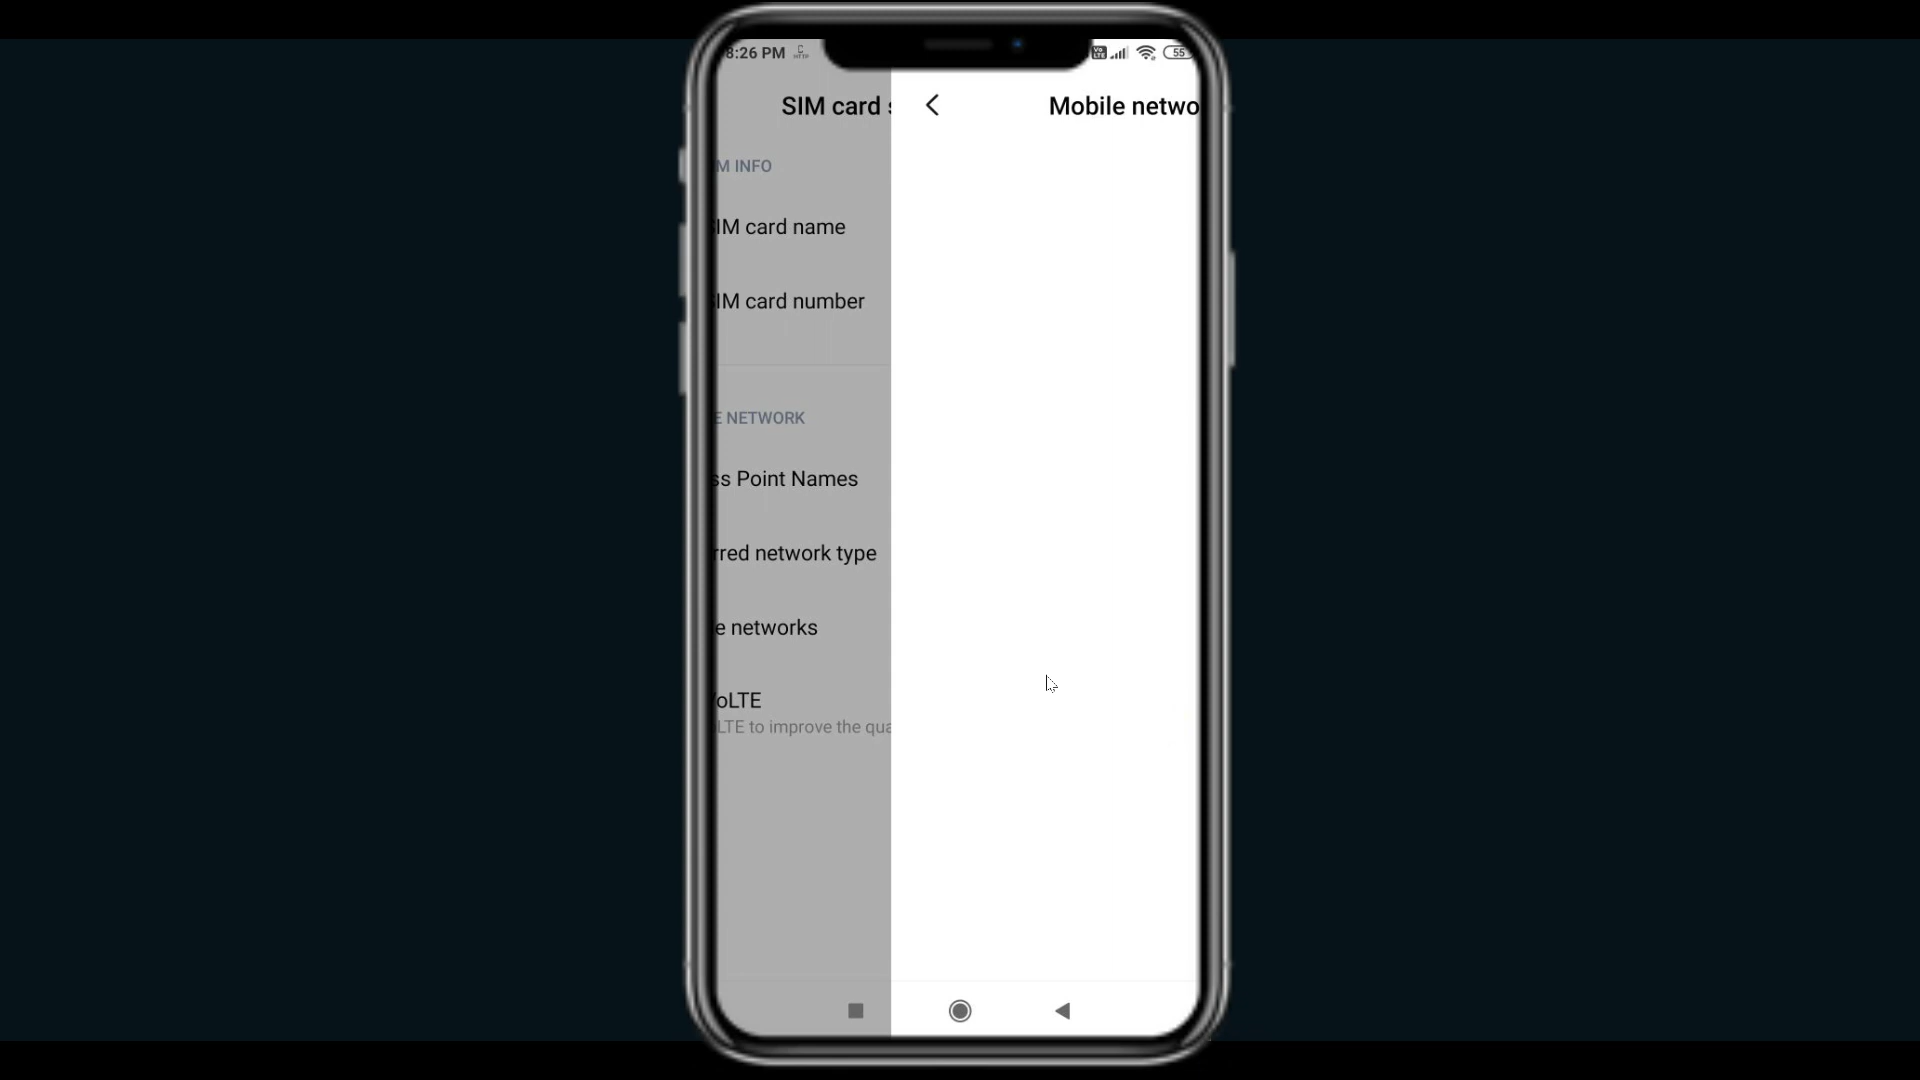 8:26 PM
55
SIM card s
Mobile netwo
M INFO
IM card name
IM card number
E NETWORK
ss Point Names
rred network type
e networks
oLTE
LTE to improve the qua